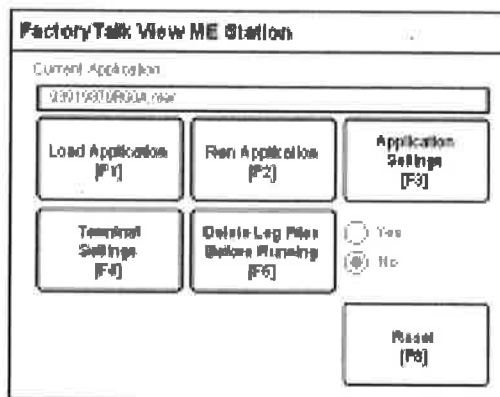 FactoryTalk View ME Station
Current Application
Load Application
[F1]
Run Application
[F2]
Application
Settings
[F3]
Terminal
Settings
[F4]
Delete Log Files
Before Running
[F5]
Yes
No
Reset
[F8]